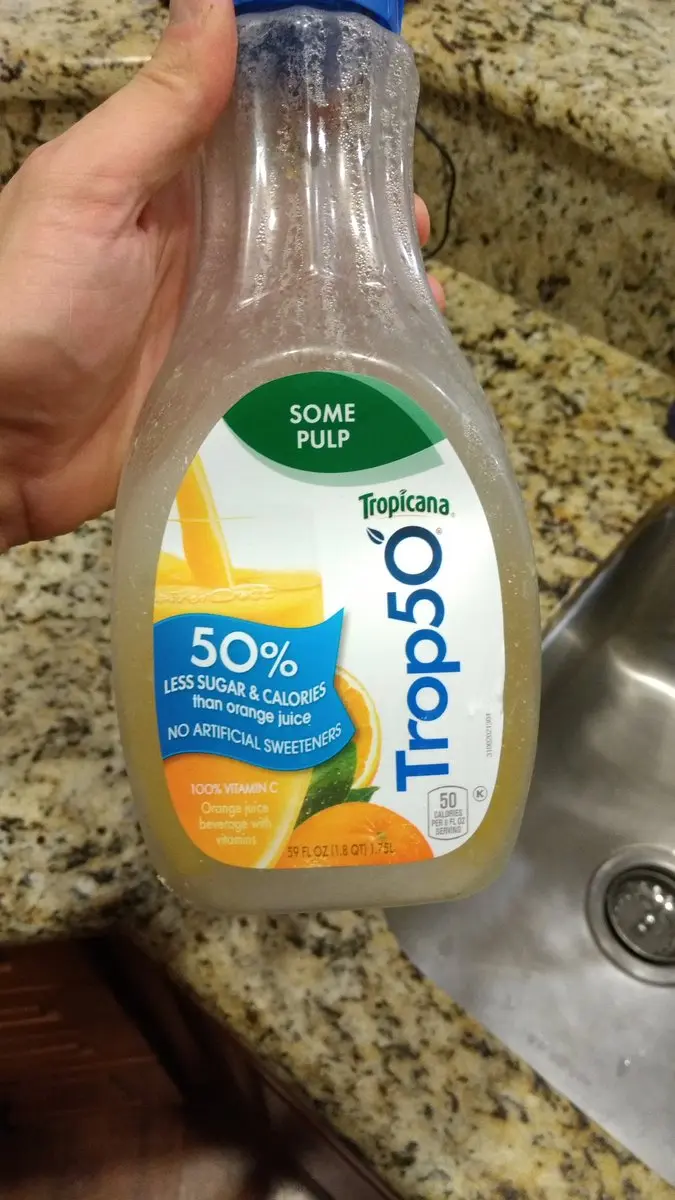 SOME
PULP
Tropicana
Trop50
50%
LESS SUGAR & CALORIES
than orange juice
NO ARTIFICIAL SWEETENERS
100% VITAMIN C
Orange juice
beverage with
vitamins
59 FL OZ (1.8 QT) 1.75L
50
CALORIES
PER 8 FL OZ
SERVING
K